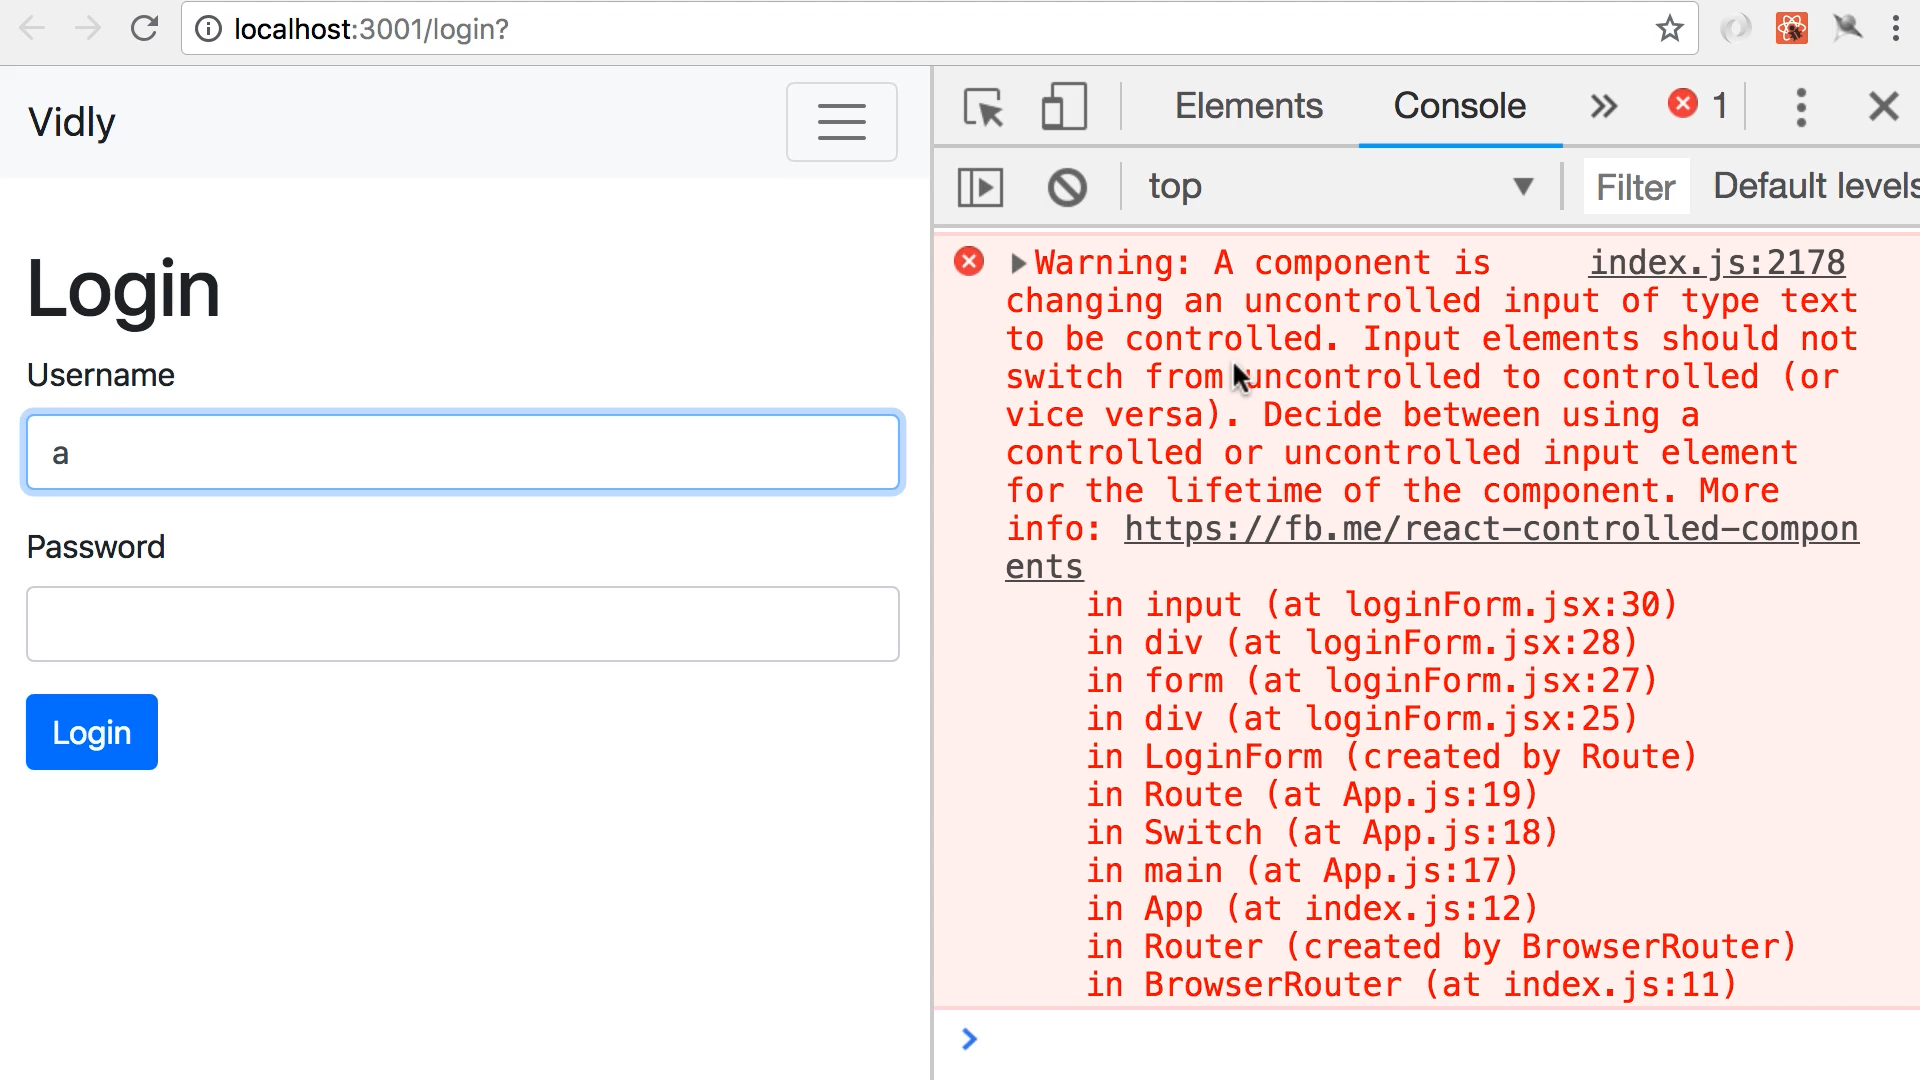 localhost:3001/login?
Vidly
Login
Username
a
Password
Login
Elements Console 1
top Filter Default levels
Warning: A component is index.js:2178
changing an uncontrolled input of type text
to be controlled. Input elements should not
switch from uncontrolled to controlled (or
vice versa). Decide between using a
controlled or uncontrolled input element
for the lifetime of the component. More
info: https://fb.me/react-controlled-compon
ents
in input (at loginForm.jsx:30)
in div (at loginForm.jsx:28)
in form (at loginForm.jsx:27)
in div (at loginForm.jsx:25)
in LoginForm (created by Route)
in Route (at App.js:19)
in Switch (at App.js:18)
in main (at App.js:17)
in App (at index.js:12)
in Router (created by BrowserRouter)
in BrowserRouter (at index.js:11)